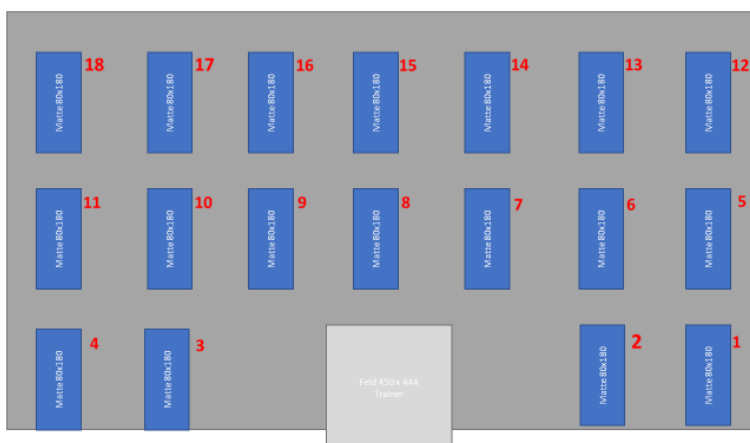 18 17 16 15 14 13 12
Matte 80x180 Matte 80x180 Matte 80x180 Matte 80x180 Matte 80x180 Matte 80x180 Matte 80x180
11 10 9 8 7 6 5
Matte 80x180 Matte 80x180 Matte 80x180 Matte 80x180 Matte 80x180 Matte 80x180 Matte 80x180
4 3 2 1
Matte 80x180 Matte 80x180 Matte 80x180 Matte 80x180
Feld 450 x 444
Trainer